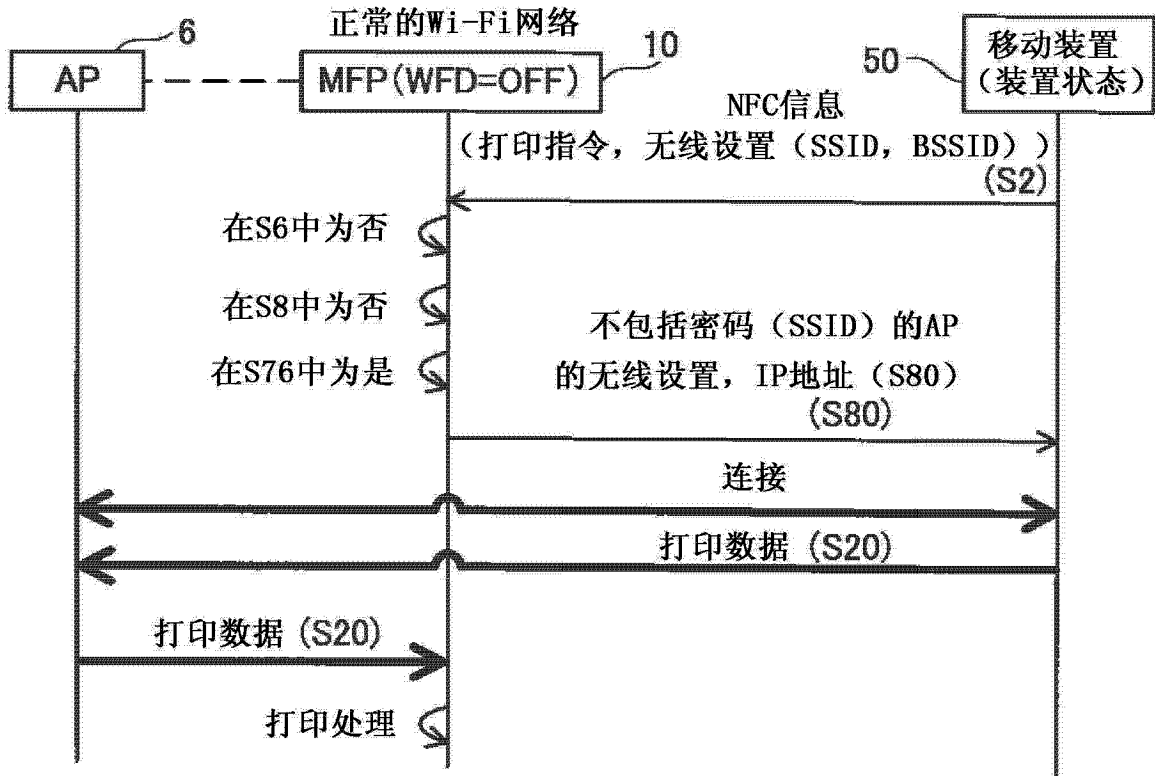 正常的Wi-Fi网络
6
AP
MFP(WFD=OFF)
10
50
移动装置
(装置状态)
NFC信息
(打印指令，无线设置（SSID，BSSID）)
(S2)
在S6中为否
在S8中为否
在S76中为是
不包括密码（SSID）的AP
的无线设置，IP地址（S80）
(S80)
连接
打印数据 (S20)
打印数据 (S20)
打印处理